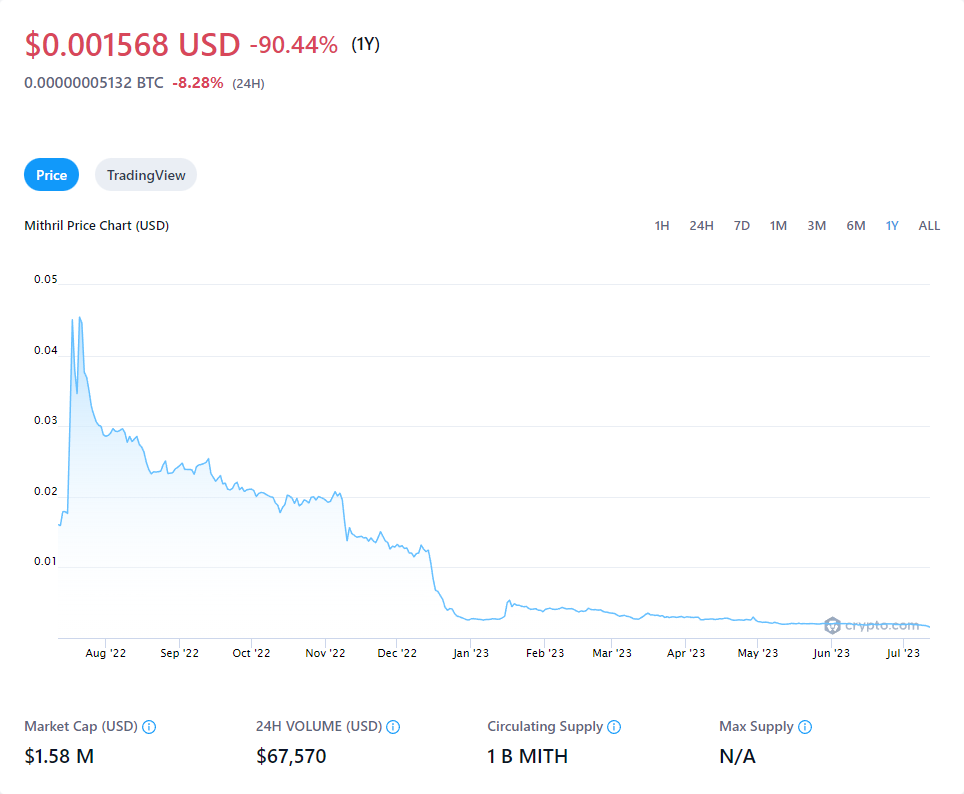 $0.001568 USD -90.44% (1Y)
0.00000005132 BTC -8.28% (24H)
Price TradingView
Mithril Price Chart (USD) 1H 24H 7D 1M 3M 6M 1Y ALL
0.05
0.04
0.03
0.02
0.01
crypto.com
Aug '22 Sep '22 Oct '22 Nov '22 Dec '22 Jan '23 Feb '23 Mar '23 Apr '23 May '23 Jun '23 Jul '23
Market Cap (USD) 24H VOLUME (USD) Circulating Supply Max Supply
$1.58 M $67,570 1 B MITH N/A